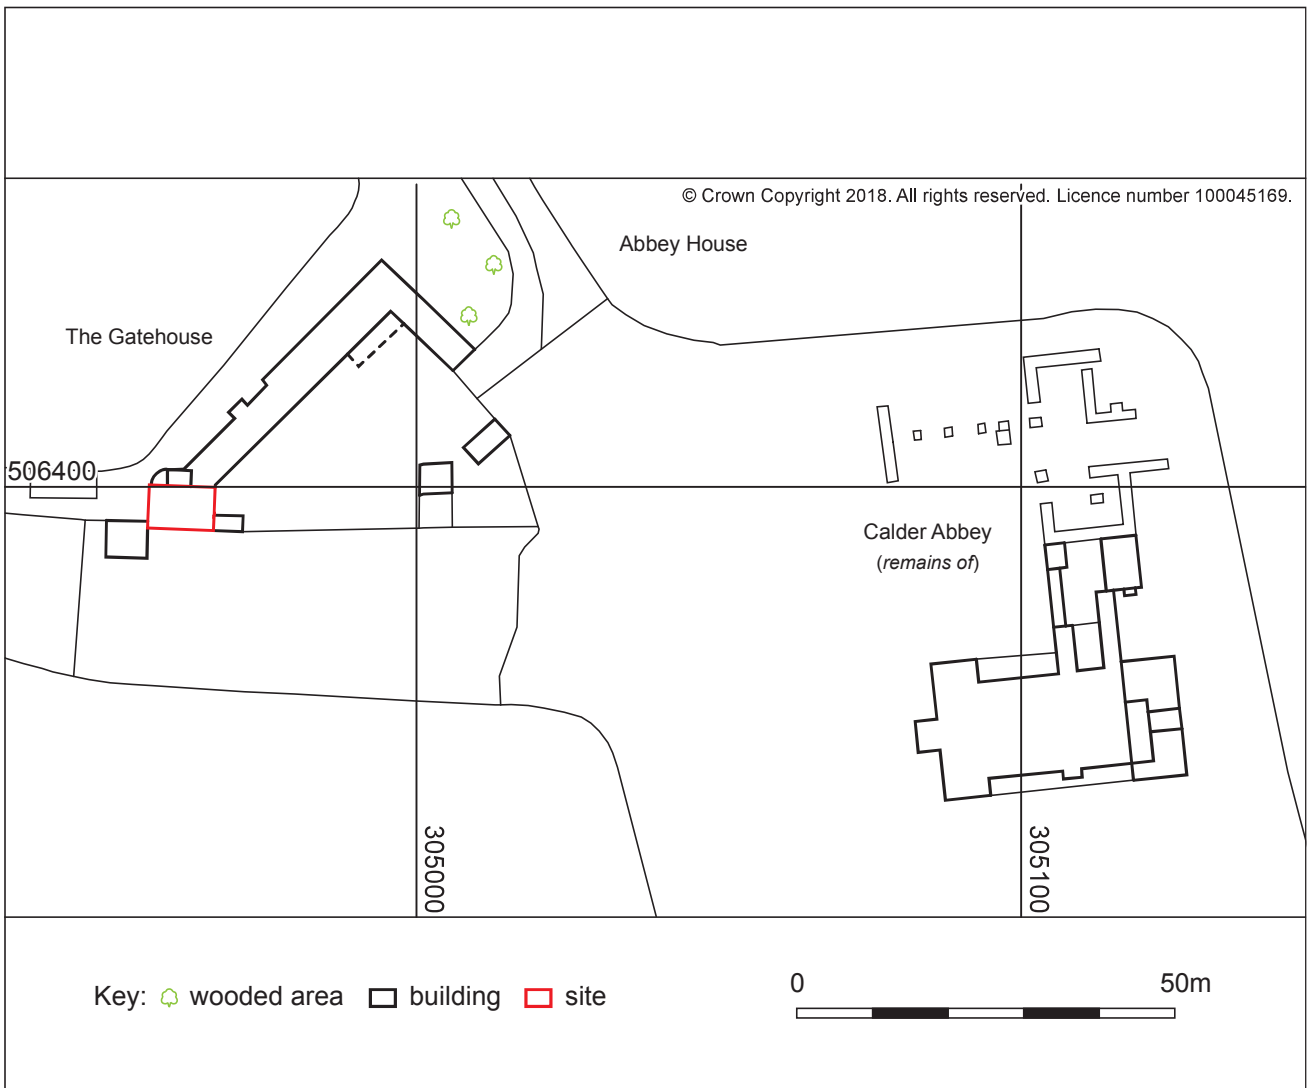 © Crown Copyright 2018. All rights reserved. Licence number 100045169.
Abbey House
The Gatehouse
506400
Calder Abbey
(remains of)
305000
305100
Key: wooded area building site
0 50m